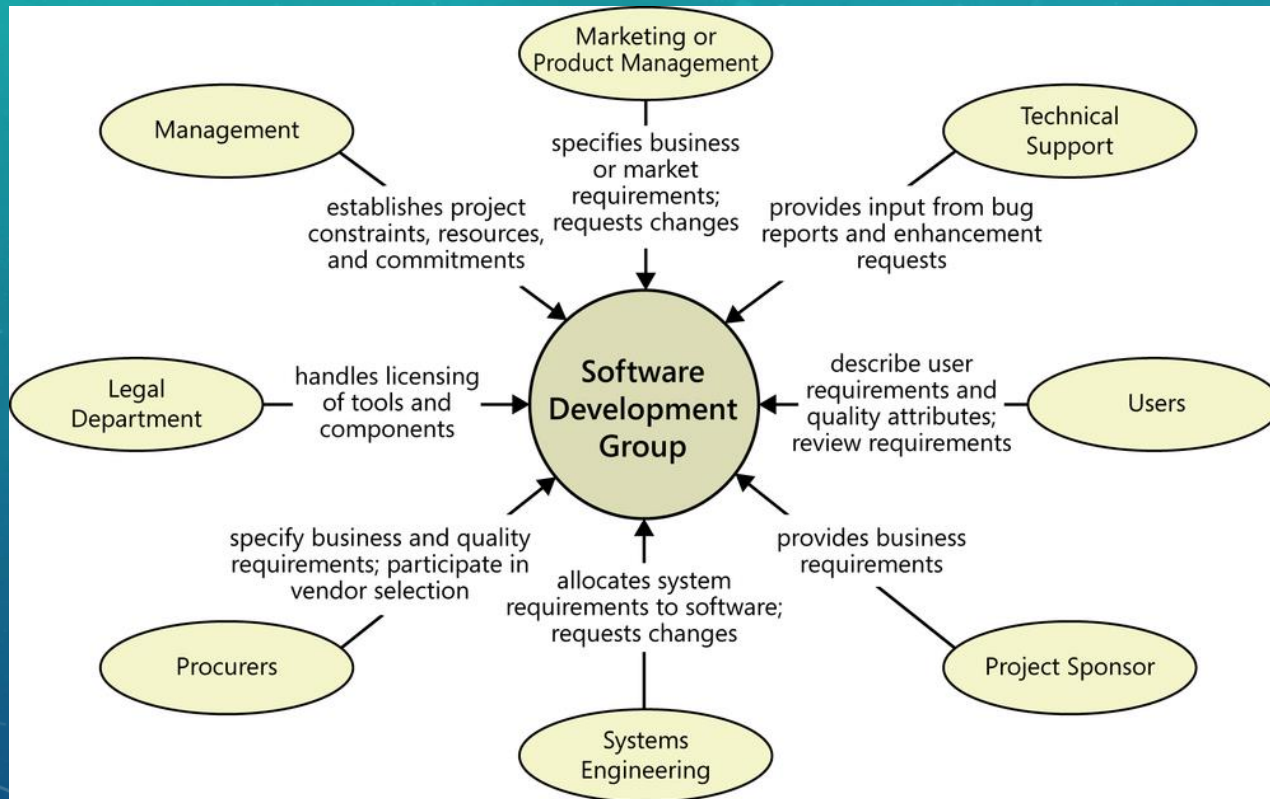 Marketing or
Product Management
specifies business
or market
requirements;
requests changes
Technical
Support
provides input from bug
reports and enhancement
requests
Users
describe user
requirements and
quality attributes;
review requirements
Project Sponsor
provides business
requirements
Systems
Engineering
allocates system
requirements to software;
requests changes
Procurers
specify business and quality
requirements; participate in
vendor selection
Legal
Department
handles licensing
of tools and
components
Management
establishes project
constraints, resources,
and commitments
Software
Development
Group